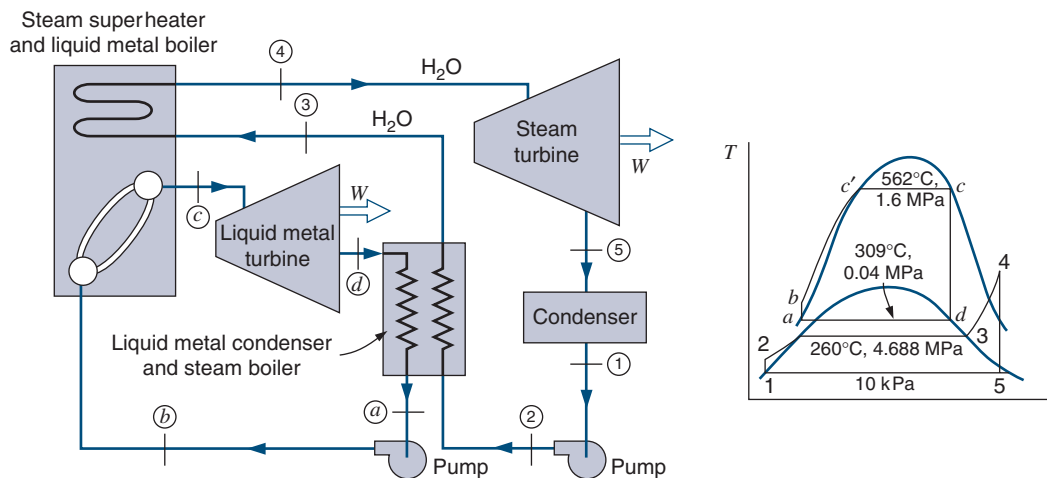 Steam superheater
and liquid metal boiler
4
H₂O
3
H₂O
Steam
turbine
W
W
c
Liquid metal
turbine
d
5
Condenser
Liquid metal condenser
and steam boiler
1
a
b
2
Pump
Pump
T
c′
562°C,
1.6 MPa
c
309°C,
0.04 MPa
4
b
a
d
2
3
260°C, 4.688 MPa
1
10 kPa
5